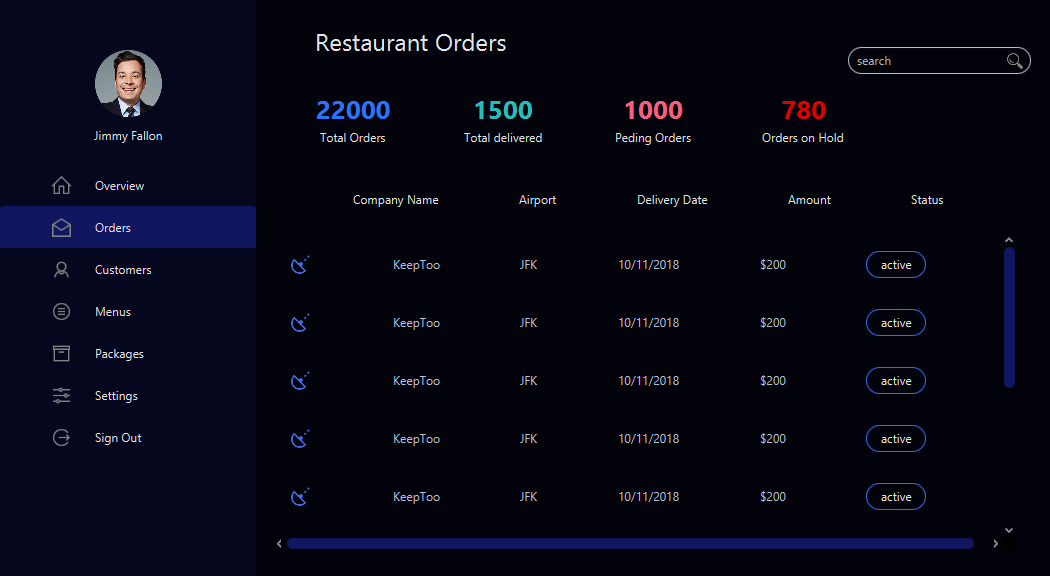 Restaurant Orders
search
Jimmy Fallon
22000 1500 1000 780
Total Orders Total delivered Peding Orders Orders on Hold
Overview
Orders
Customers
Menus
Packages
Settings
Sign Out
Company Name Airport Delivery Date Amount Status
KeepToo JFK 10/11/2018 $200 active
KeepToo JFK 10/11/2018 $200 active
KeepToo JFK 10/11/2018 $200 active
KeepToo JFK 10/11/2018 $200 active
KeepToo JFK 10/11/2018 $200 active